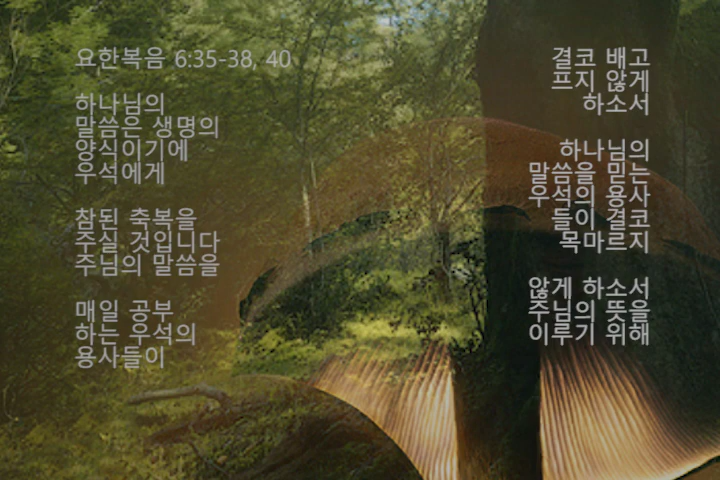 요한복음 6:35-38, 40
하나님의
말씀은 생명의
양식이기에
우석에게
참된 축복을
주실 것입니다
주님의 말씀을
매일 공부
하는 우석의
용사들이
결코 배고
프지 않게
하소서
하나님의
말씀을 믿는
우석의 용사
들이 결코
목마르지
않게 하소서
주님의 뜻을
이루기 위해